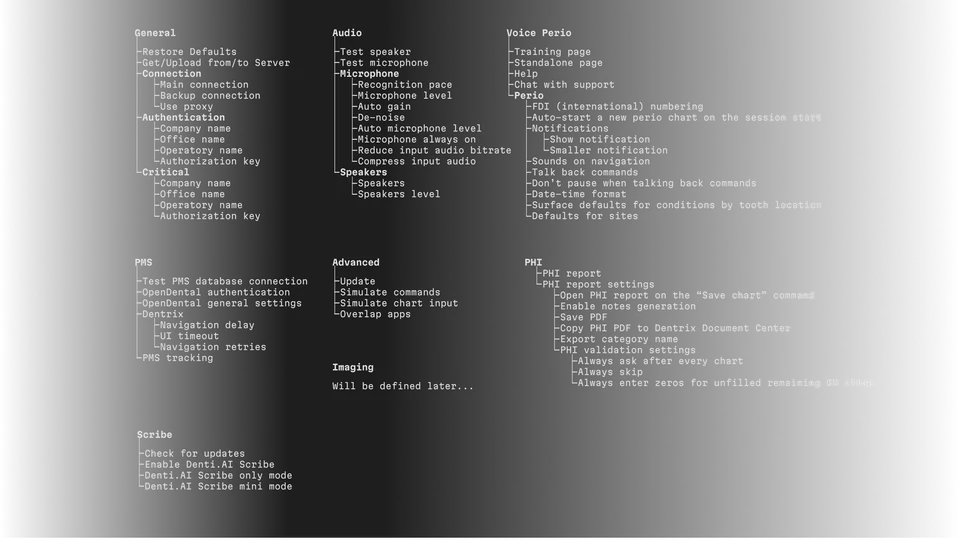 General
Restore Defaults
Get/Upload from/to Server
Connection
Main connection
Backup connection
Use proxy
Authentication
Company name
Office name
Operatory name
Authorization key
Critical
Company name
Office name
Operatory name
Authorization key
Audio
Test speaker
Test microphone
Microphone
Recognition pace
Microphone level
Auto gain
De-noise
Auto microphone level
Microphone always on
Reduce input audio bitrate
Compress input audio
Speakers
Speakers
Speakers level
Voice Perio
Training page
Standalone page
Help
Chat with support
Perio
FDI (international) numbering
Auto-start a new perio chart on the session start
Notifications
Show notification
Smaller notification
Sounds on navigation
Talk back commands
Don't pause when talking back commands
Date-time format
Surface defaults for conditions by tooth location
Defaults for sites
PMS
Test PMS database connection
OpenDental authentication
OpenDental general settings
Dentrix
Navigation delay
UI timeout
Navigation retries
PMS tracking
Advanced
Update
Simulate commands
Simulate chart input
Overlap apps
Imaging
Will be defined later...
PHI
PHI report
PHI report settings
Open PHI report on the "Save chart" command
Enable notes generation
Save PDF
Copy PHI PDF to Dentrix Document Center
Export category name
PHI validation settings
Always ask after every chart
Always skip
Always enter zeros for unfilled remaining
Scribe
Check for updates
Enable Denti.AI Scribe
Denti.AI Scribe only mode
Denti.AI Scribe mini mode